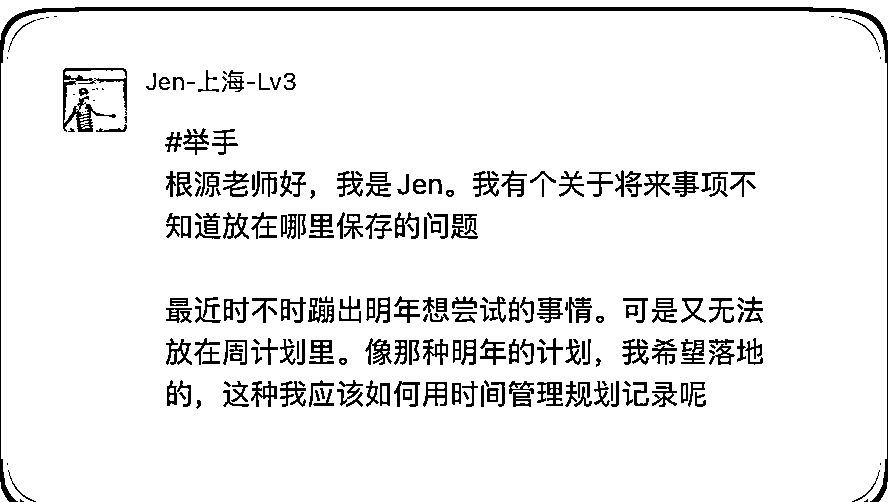 Jen-上海-Lv3
#举手
根源老师好，我是Jen。我有个关于将来事项不
知道放在哪里保存的问题
最近时不时蹦出明年想尝试的事情。可是又无法
放在周计划里。像那种明年的计划，我希望落地
的，这种我应该如何用时间管理规划记录呢